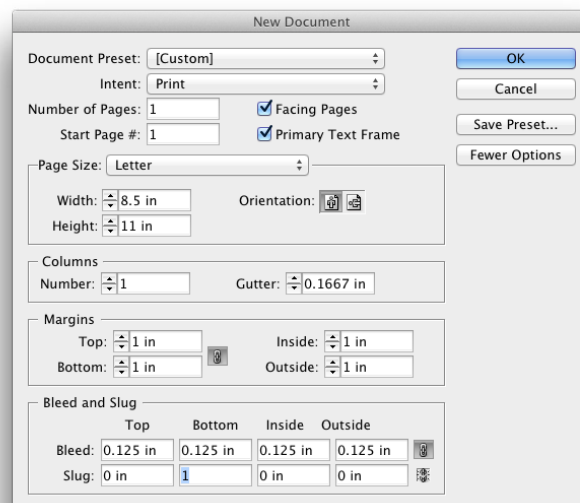 New Document
Document Preset: [Custom]
OK
Intent: Print
Cancel
Number of Pages: 1
Facing Pages
Save Preset...
Start Page #: 1
Primary Text Frame
Fewer Options
Page Size: Letter
Width: 8.5 in
Orientation:
Height: 11 in
Columns
Number: 1
Gutter: 0.1667 in
Margins
Top: 1 in
Inside: 1 in
Bottom: 1 in
Outside: 1 in
Bleed and Slug
Top Bottom Inside Outside
Bleed: 0.125 in 0.125 in 0.125 in 0.125 in
Slug: 0 in 1 0 in 0 in